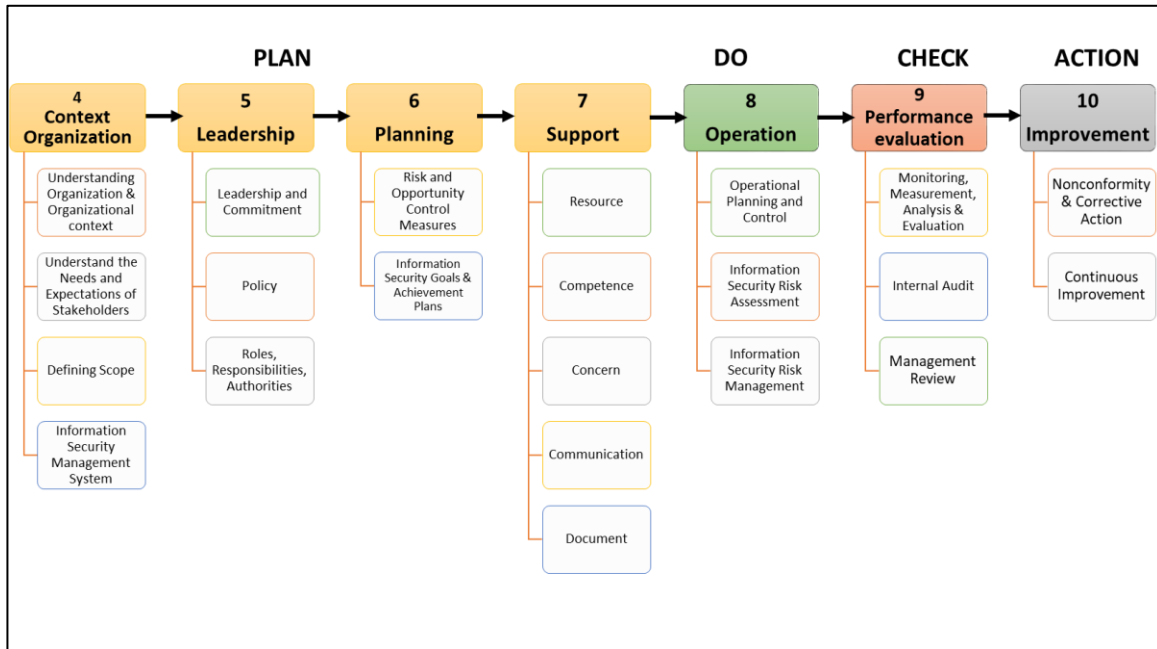 PLAN
DO
CHECK
ACTION
4
Context
Organization
5
Leadership
6
Planning
7
Support
8
Operation
9
Performance
evaluation
10
Improvement
Understanding
Organization &
Organizational
context
Understand the
Needs and
Expectations of
Stakeholders
Defining Scope
Information
Security
Management
System
Leadership and
Commitment
Policy
Roles,
Responsibilities,
Authorities
Risk and
Opportunity
Control
Measures
Information
Security Goals &
Achievement
Plans
Resource
Competence
Concern
Communication
Document
Operational
Planning and
Control
Information
Security Risk
Assessment
Information
Security Risk
Management
Monitoring,
Measurement,
Analysis &
Evaluation
Internal Audit
Management
Review
Nonconformity
& Corrective
Action
Continuous
Improvement